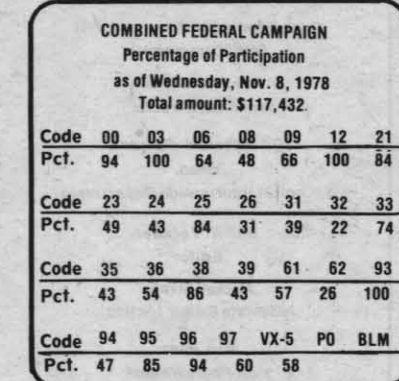 COMBINED FEDERAL CAMPAIGN
Percentage of Participation
as of Wednesday, Nov. 8, 1978
Total amount: $117,432
Code 00 03 06 08 09 12 21
Pct. 94 100 64 48 66 100 84
Code 23 24 25 26 31 32 33
Pct. 49 43 84 31 39 22 74
Code 35 36 38 39 61 62 93
Pct. 43 54 86 43 57 26 100
Code 94 95 96 97 VX-5 PO BLM
Pct. 47 85 94 60 58